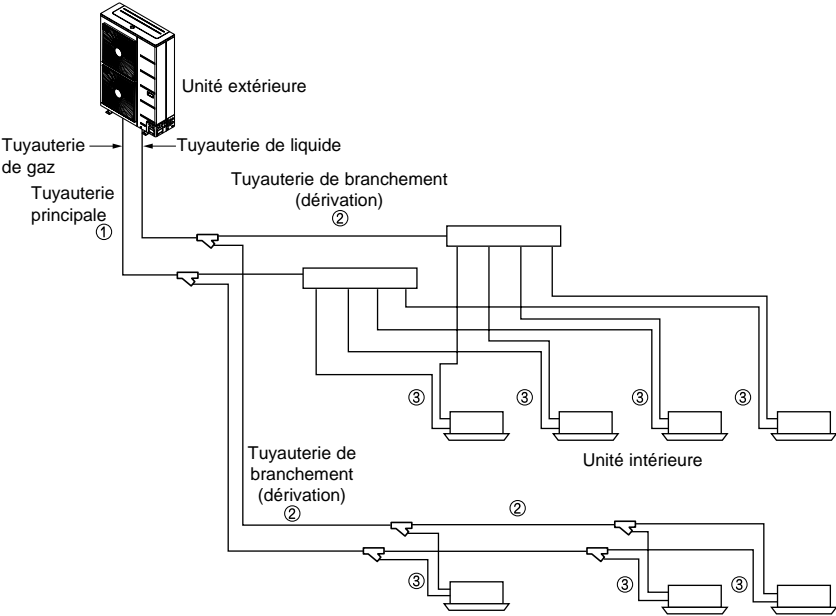 Unité extérieure
Tuyauterie
de gaz
Tuyauterie de liquide
Tuyauterie
principale
①
Tuyauterie de branchement
(dérivation)
②
③
③
③
③
Unité intérieure
Tuyauterie de
branchement
(dérivation)
②
②
③
③
③